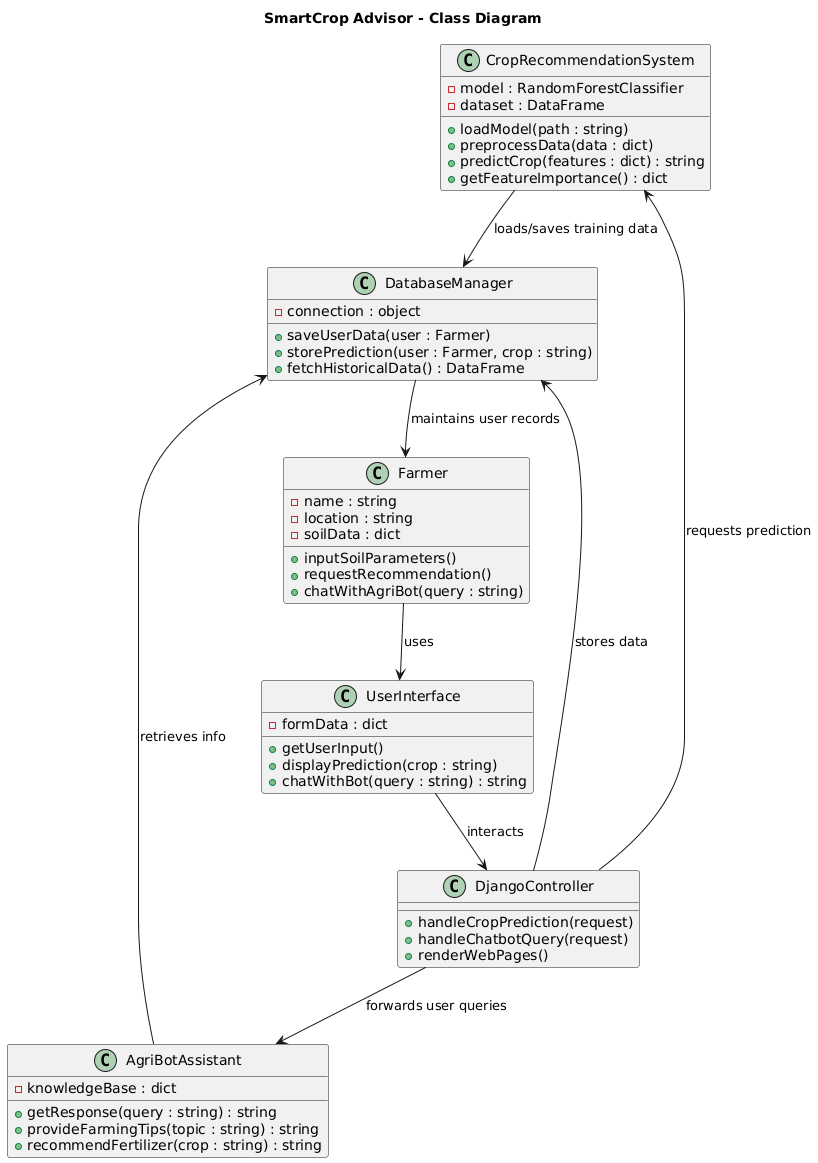 SmartCrop Advisor - Class Diagram
C CropRecommendationSystem
model : RandomForestClassifier
dataset : DataFrame
loadModel(path : string)
preprocessData(data : dict)
predictCrop(features : dict) : string
getFeatureImportance() : dict
loads/saves training data
C DatabaseManager
connection : object
saveUserData(user : Farmer)
storePrediction(user : Farmer, crop : string)
fetchHistoricalData() : DataFrame
maintains user records
C Farmer
name : string
location : string
soilData : dict
inputSoilParameters()
requestRecommendation()
chatWithAgriBot(query : string)
requests prediction
uses
stores data
C UserInterface
formData : dict
getUserInput()
displayPrediction(crop : string)
chatWithBot(query : string) : string
retrieves info
interacts
C DjangoController
handleCropPrediction(request)
handleChatbotQuery(request)
renderWebPages()
forwards user queries
C AgriBotAssistant
knowledgeBase : dict
getResponse(query : string) : string
provideFarmingTips(topic : string) : string
recommendFertilizer(crop : string) : string